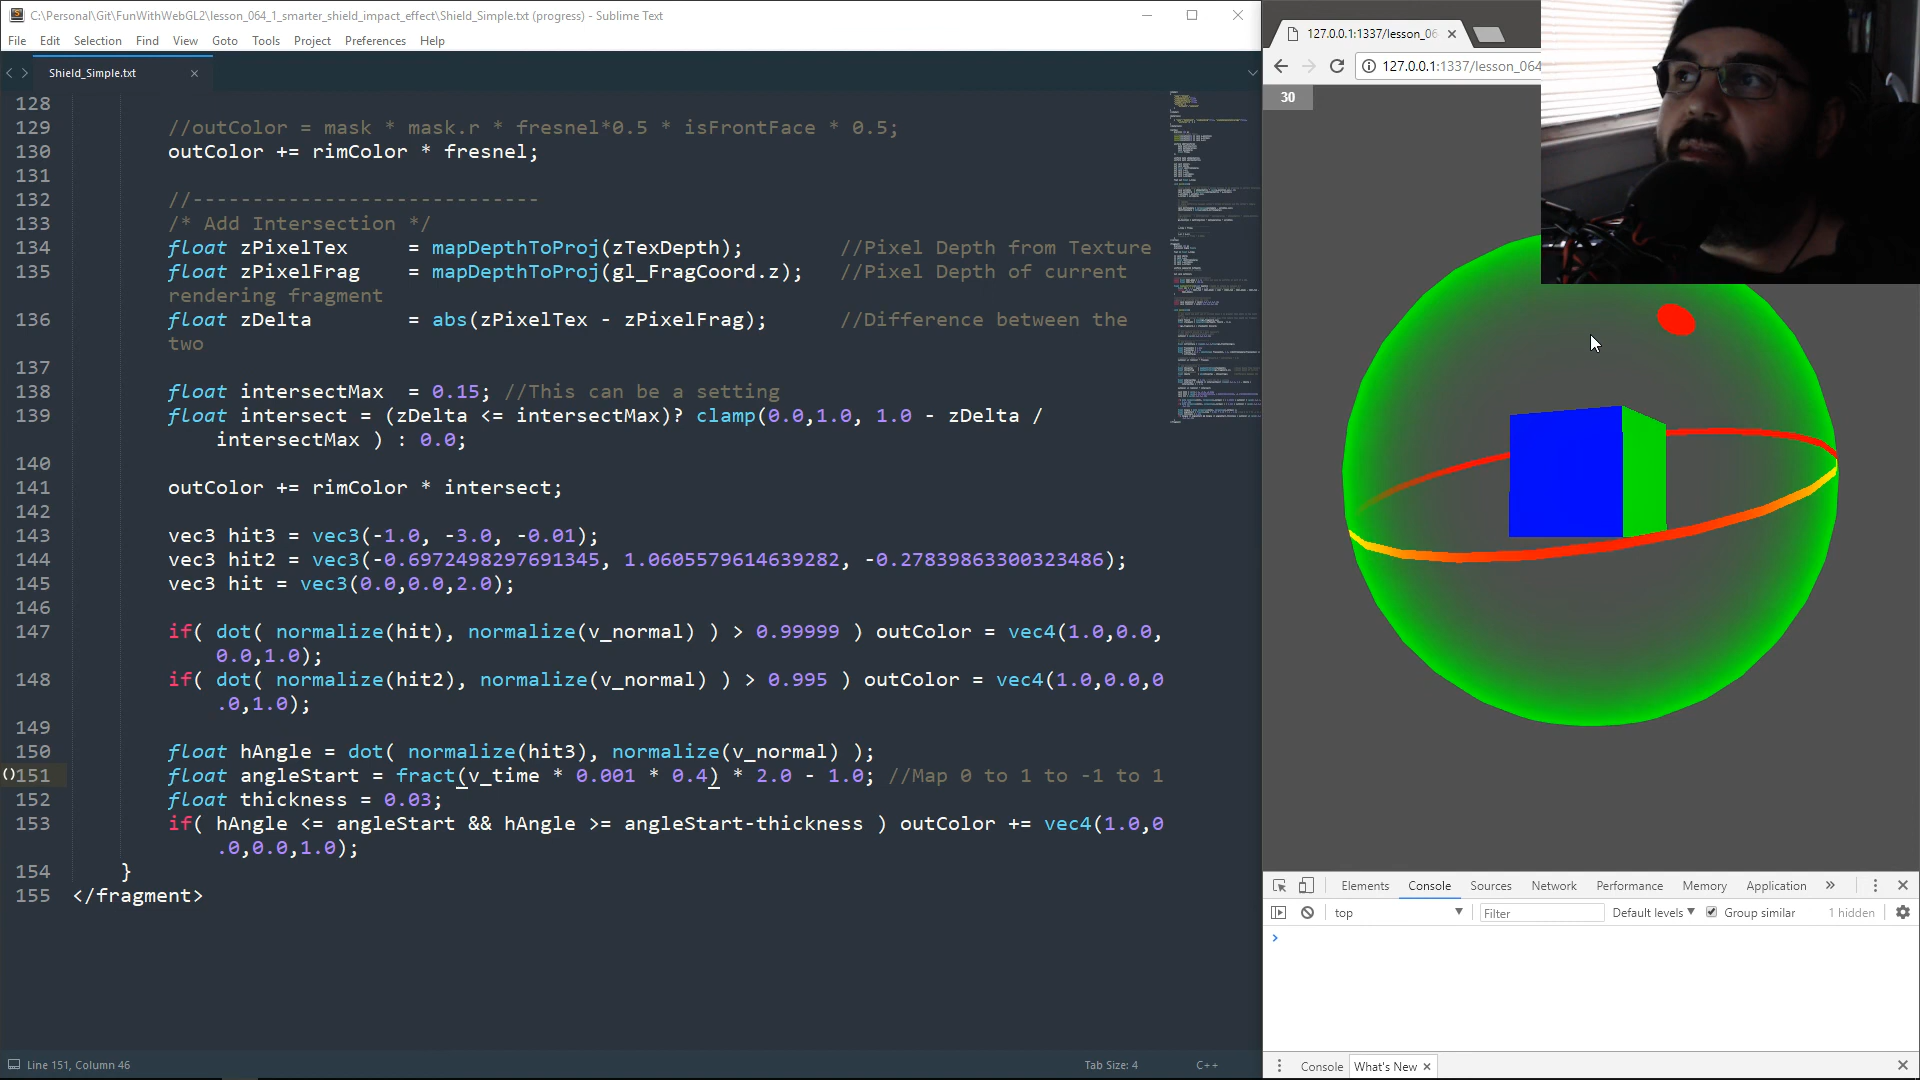 C:\Personal\Git\FunWithWebGL2\lesson_064_1_smarter_shield_impact_effect\Shield_Simple.txt (progress) - Sublime Text
File Edit Selection Find View Goto Tools Project Preferences Help
Shield_Simple.txt
128
129 //outColor = mask * mask.r * fresnel*0.5 * isFrontFace * 0.5;
130 outColor += rimColor * fresnel;
131
132 //-----------------------------
133 /* Add Intersection */
134 float zPixelTex = mapDepthToProj(zTexDepth); //Pixel Depth from Texture
135 float zPixelFrag = mapDepthToProj(gl_FragCoord.z); //Pixel Depth of current
rendering fragment
136 float zDelta = abs(zPixelTex - zPixelFrag); //Difference between the
two
137
138 float intersectMax = 0.15; //This can be a setting
139 float intersect = (zDelta <= intersectMax)? clamp(0.0,1.0, 1.0 - zDelta /
intersectMax ) : 0.0;
140
141 outColor += rimColor * intersect;
142
143 vec3 hit3 = vec3(-1.0, -3.0, -0.01);
144 vec3 hit2 = vec3(-0.6972498297691345, 1.0605579614639282, -0.27839863300323486);
145 vec3 hit = vec3(0.0,0.0,2.0);
146
147 if( dot( normalize(hit), normalize(v_normal) ) > 0.99999 ) outColor = vec4(1.0,0.0,
0.0,1.0);
148 if( dot( normalize(hit2), normalize(v_normal) ) > 0.995 ) outColor = vec4(1.0,0.0,0
.0,1.0);
149
150 float hAngle = dot( normalize(hit3), normalize(v_normal) );
151 float angleStart = fract(v_time * 0.001 * 0.4) * 2.0 - 1.0; //Map 0 to 1 to -1 to 1
152 float thickness = 0.03;
153 if( hAngle <= angleStart && hAngle >= angleStart-thickness ) outColor += vec4(1.0,0
.0,0.0,1.0);
154 }
155 </fragment>
Line 151, Column 46
Tab Size: 4
C++
127.0.0.1:1337/lesson_06
127.0.0.1:1337/lesson_064
30
Elements Console Sources Network Performance Memory Application »
top Filter Default levels Group similar 1 hidden
Console What's New